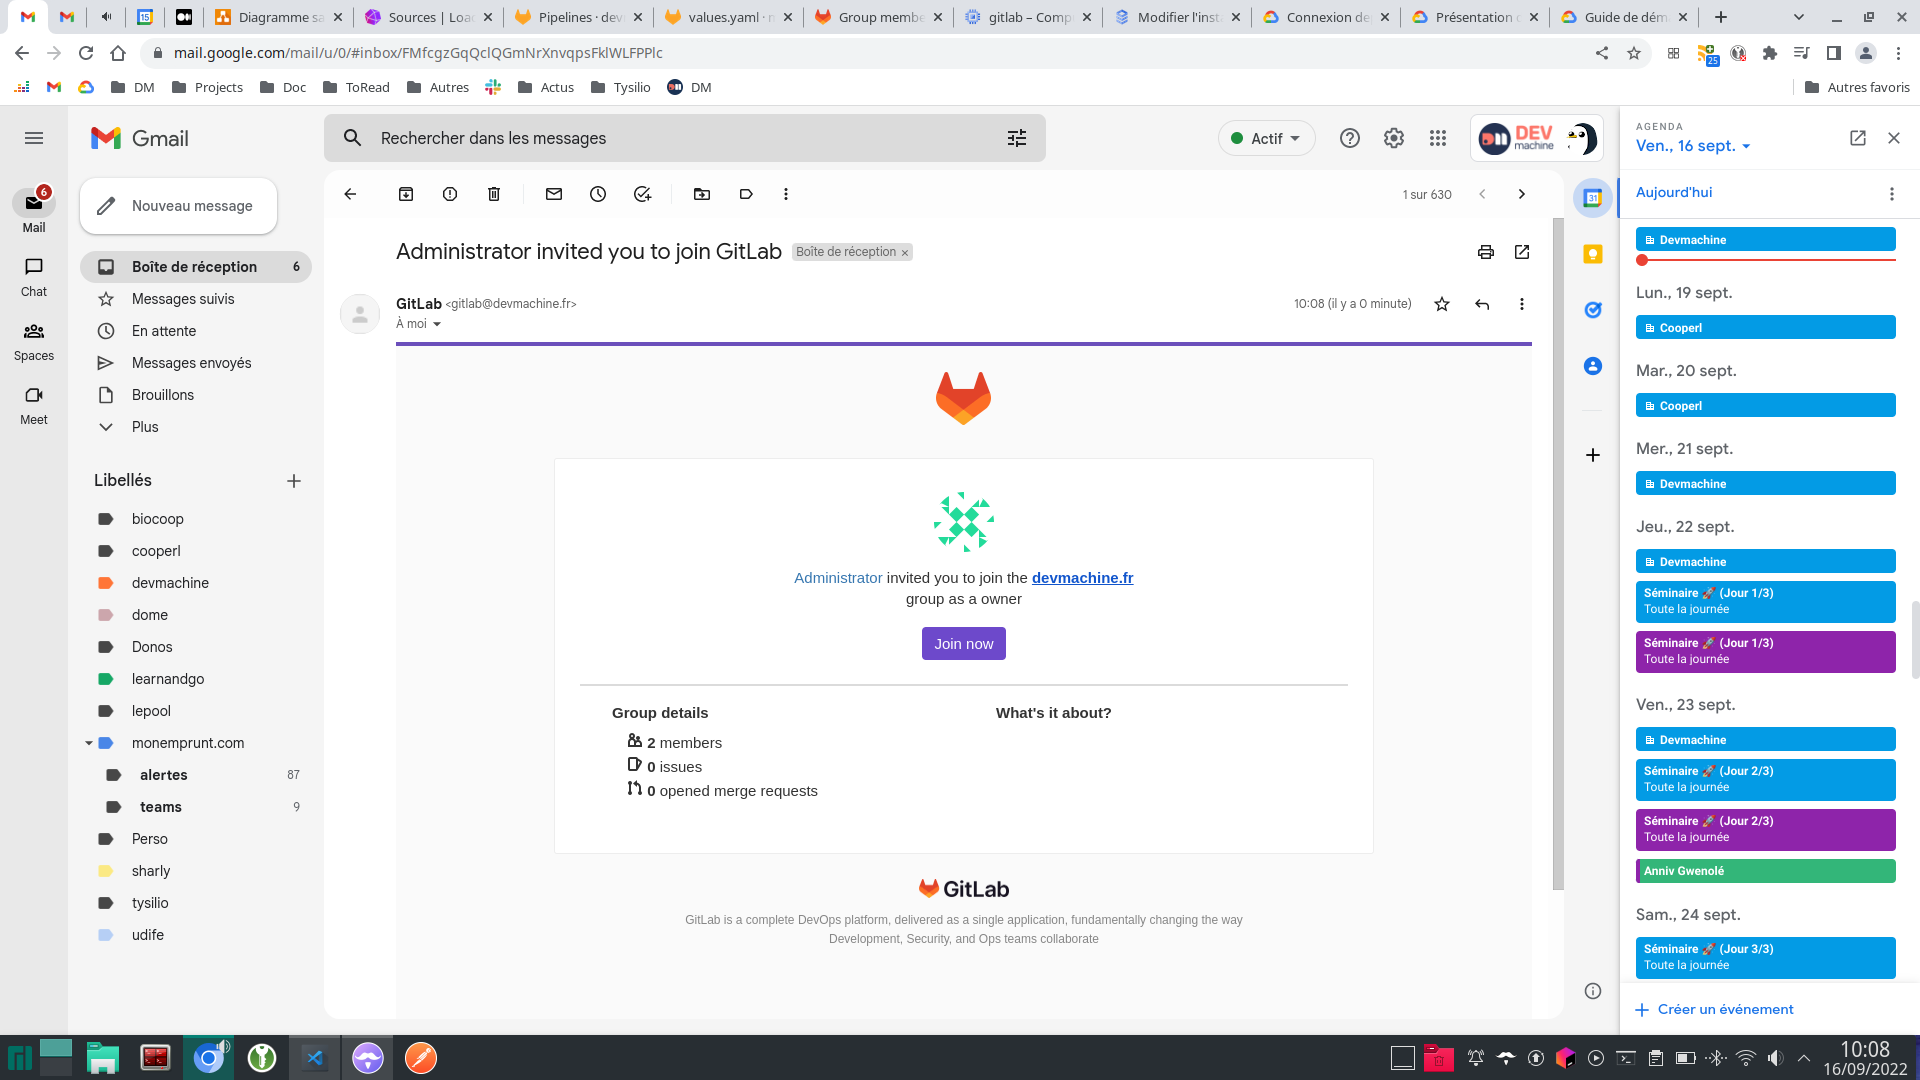 Diagramme sa
Sources | Loa
Pipelines · dev
values.yaml · m
Group membe
gitlab – Comp
Modifier l'inst
Connexion de
Présentation
Guide de dém
mail.google.com/mail/u/0/#inbox/FMfcgzGqQclQGmNrXnvqpsFklWLFPPlc
25
DM
Projects
Doc
ToRead
Autres
Actus
Tysilio
DM
Autres favoris
Gmail
Rechercher dans les messages
Actif
DEV
machine
AGENDA
Ven., 16 sept.
6
Mail
Chat
Spaces
Meet
Nouveau message
Boîte de réception 6
Messages suivis
En attente
Messages envoyés
Brouillons
Plus
Libellés
biocoop
cooperl
devmachine
dome
Donos
learnandgo
lepool
monemprunt.com
alertes 87
teams 9
Perso
sharly
tysilio
udife
1 sur 630
Administrator invited you to join GitLab
Boîte de réception ×
GitLab <gitlab@devmachine.fr>
10:08 (il y a 0 minute)
À moi
Administrator invited you to join the devmachine.fr
group as a owner
Join now
Group details
What's it about?
2 members
0 issues
0 opened merge requests
GitLab
GitLab is a complete DevOps platform, delivered as a single application, fundamentally changing the way
Development, Security, and Ops teams collaborate
31
Aujourd'hui
Devmachine
Lun., 19 sept.
Cooperl
Mar., 20 sept.
Cooperl
Mer., 21 sept.
Devmachine
Jeu., 22 sept.
Devmachine
Séminaire 🚀 (Jour 1/3)
Toute la journée
Séminaire 🚀 (Jour 1/3)
Toute la journée
Ven., 23 sept.
Devmachine
Séminaire 🚀 (Jour 2/3)
Toute la journée
Séminaire 🚀 (Jour 2/3)
Toute la journée
Anniv Gwenolé
Sam., 24 sept.
Séminaire 🚀 (Jour 3/3)
Toute la journée
Créer un événement
10:08
16/09/2022